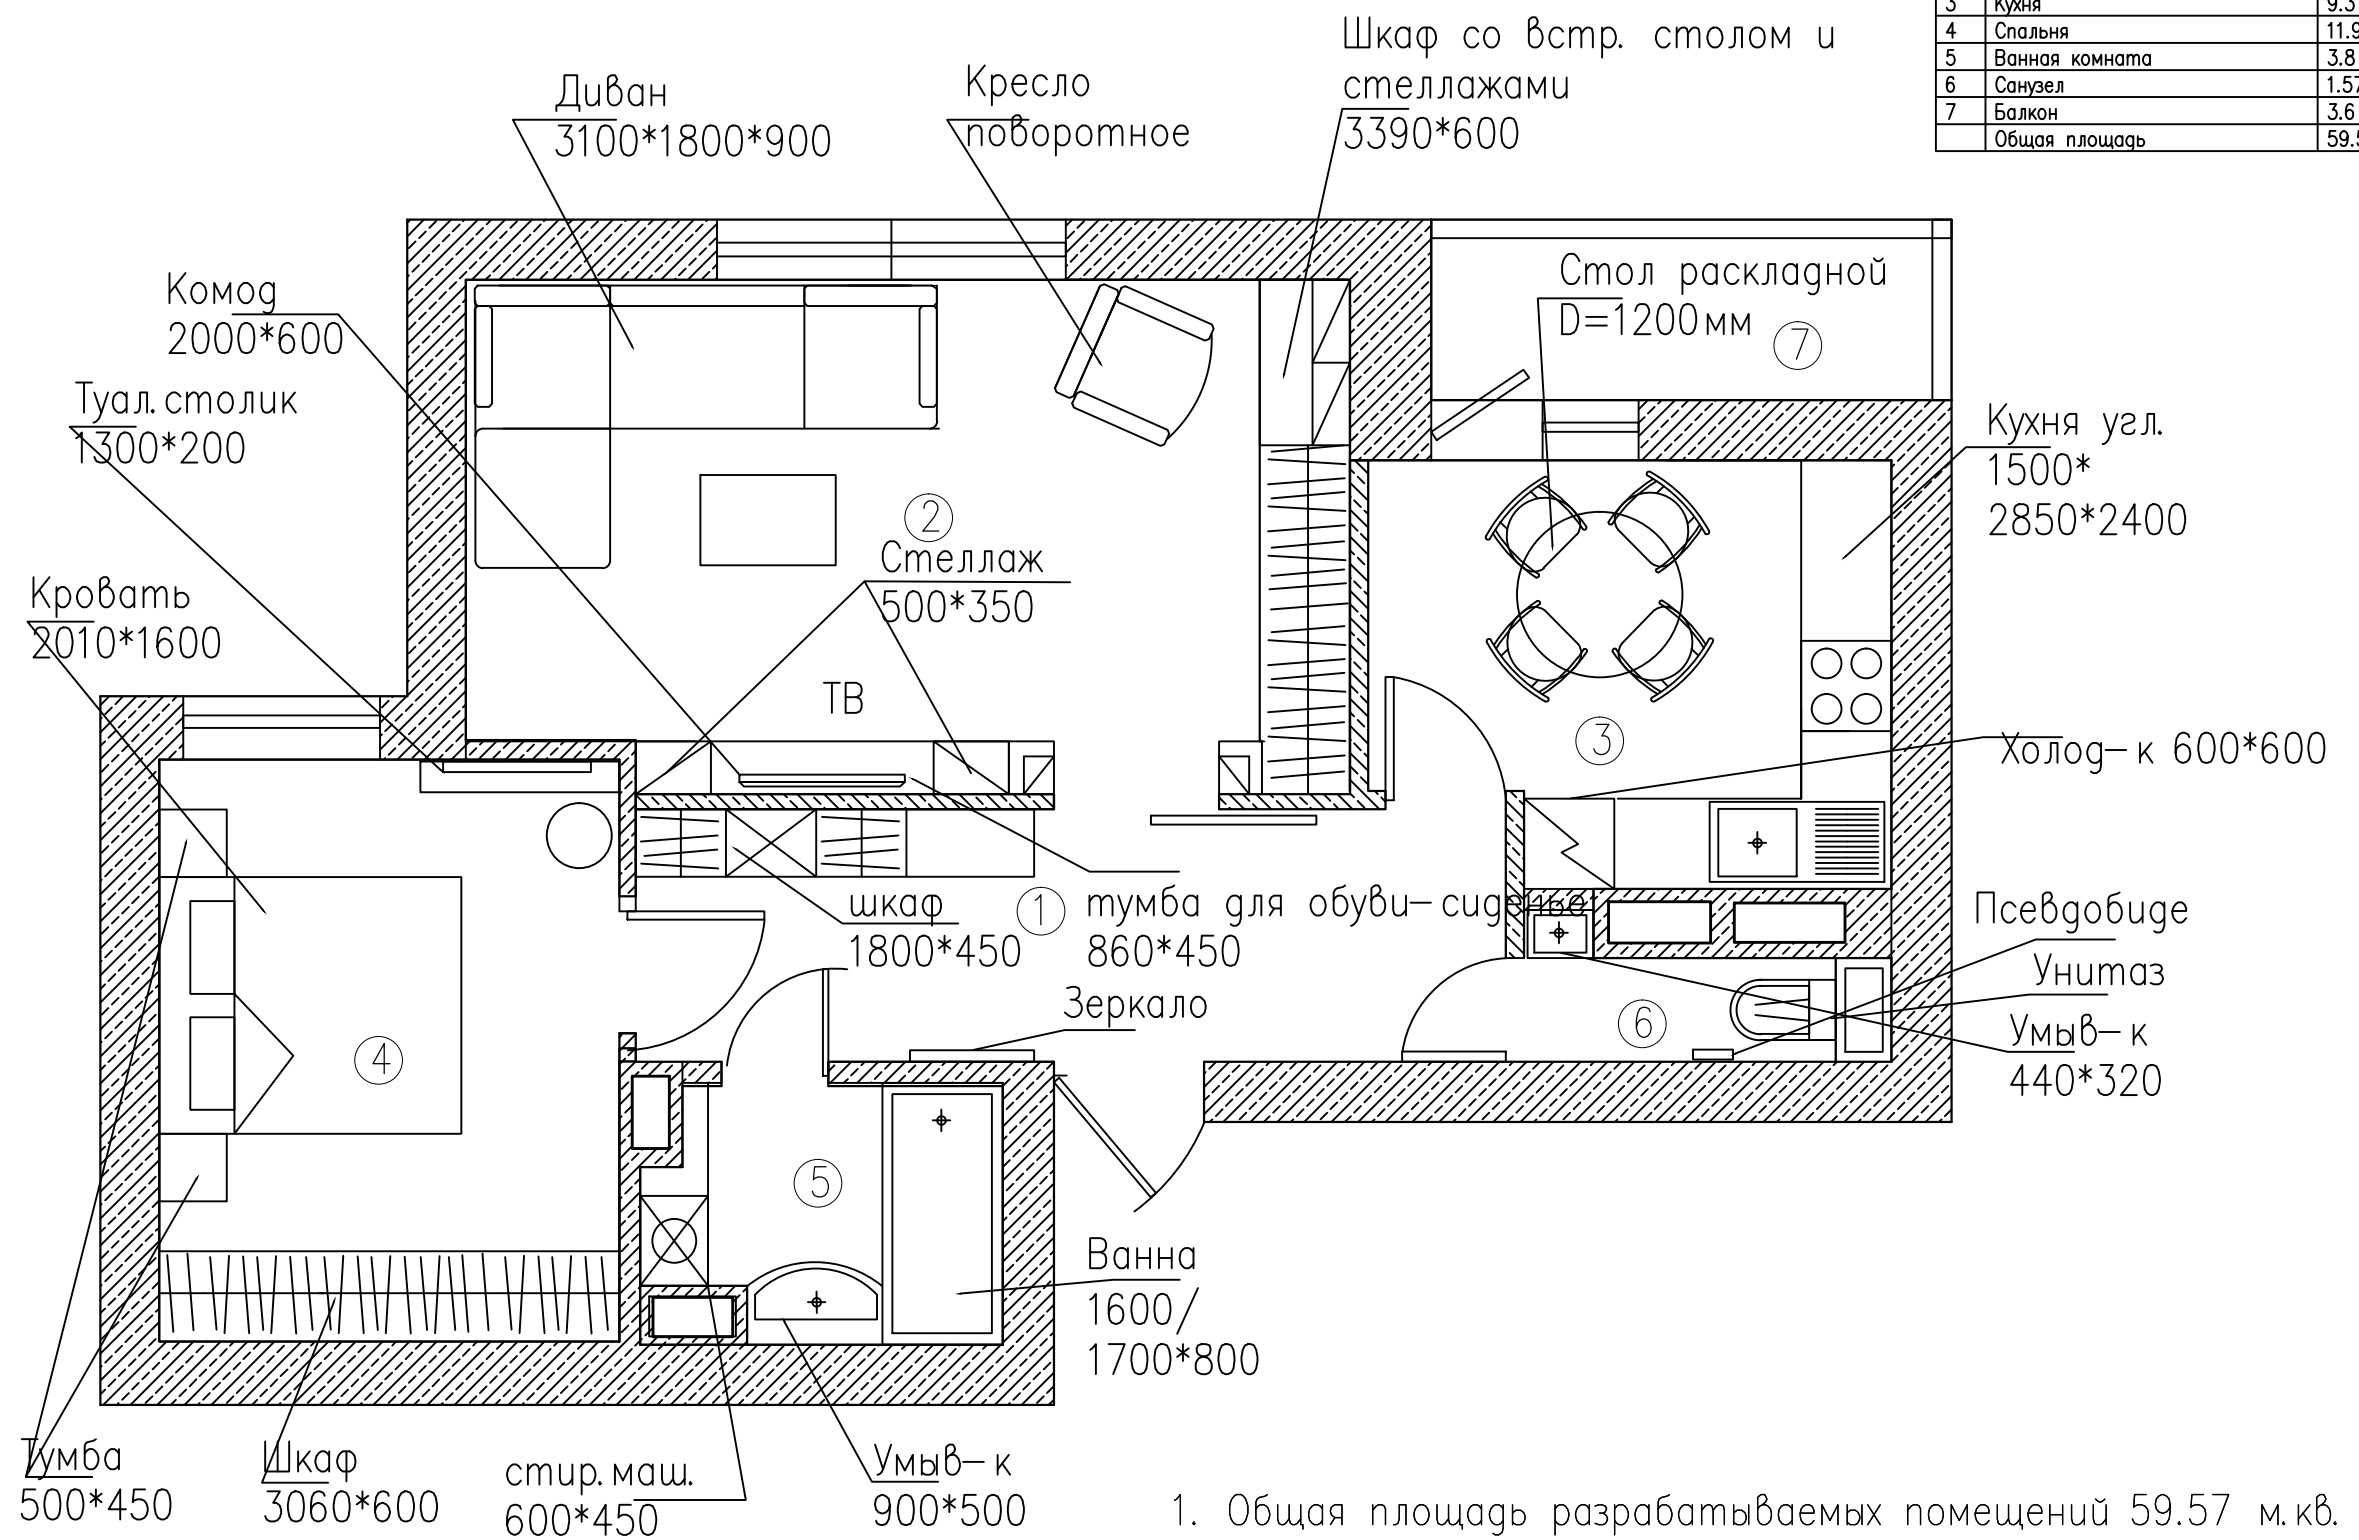 3 Кухня 9.3
4 Спальня 11.9
5 Ванная комната 3.8
6 Санузел 1.57
7 Балкон 3.6
Общая площадь 59.5
Шкаф со встр. столом и
стеллажами
3390*600
Кресло
поворотное
Диван
3100*1800*900
Комод
2000*600
Туал. столик
1300*200
Кровать
2010*1600
Стол раскладной
D=1200мм
7
Кухня угл.
1500*
2850*2400
2
Стеллаж
500*350
ТВ
3
Холод-к 600*600
шкаф
1800*450
1
тумба для обуви-сиденье
860*450
Псевдобиде
Унитаз
Умыв-к
440*320
Зеркало
6
4
5
Ванна
1600/
1700*800
Тумба
500*450
Шкаф
3060*600
стир. маш.
600*450
Умыв-к
900*500
1. Общая площадь разрабатываемых помещений 59.57 м.кв.